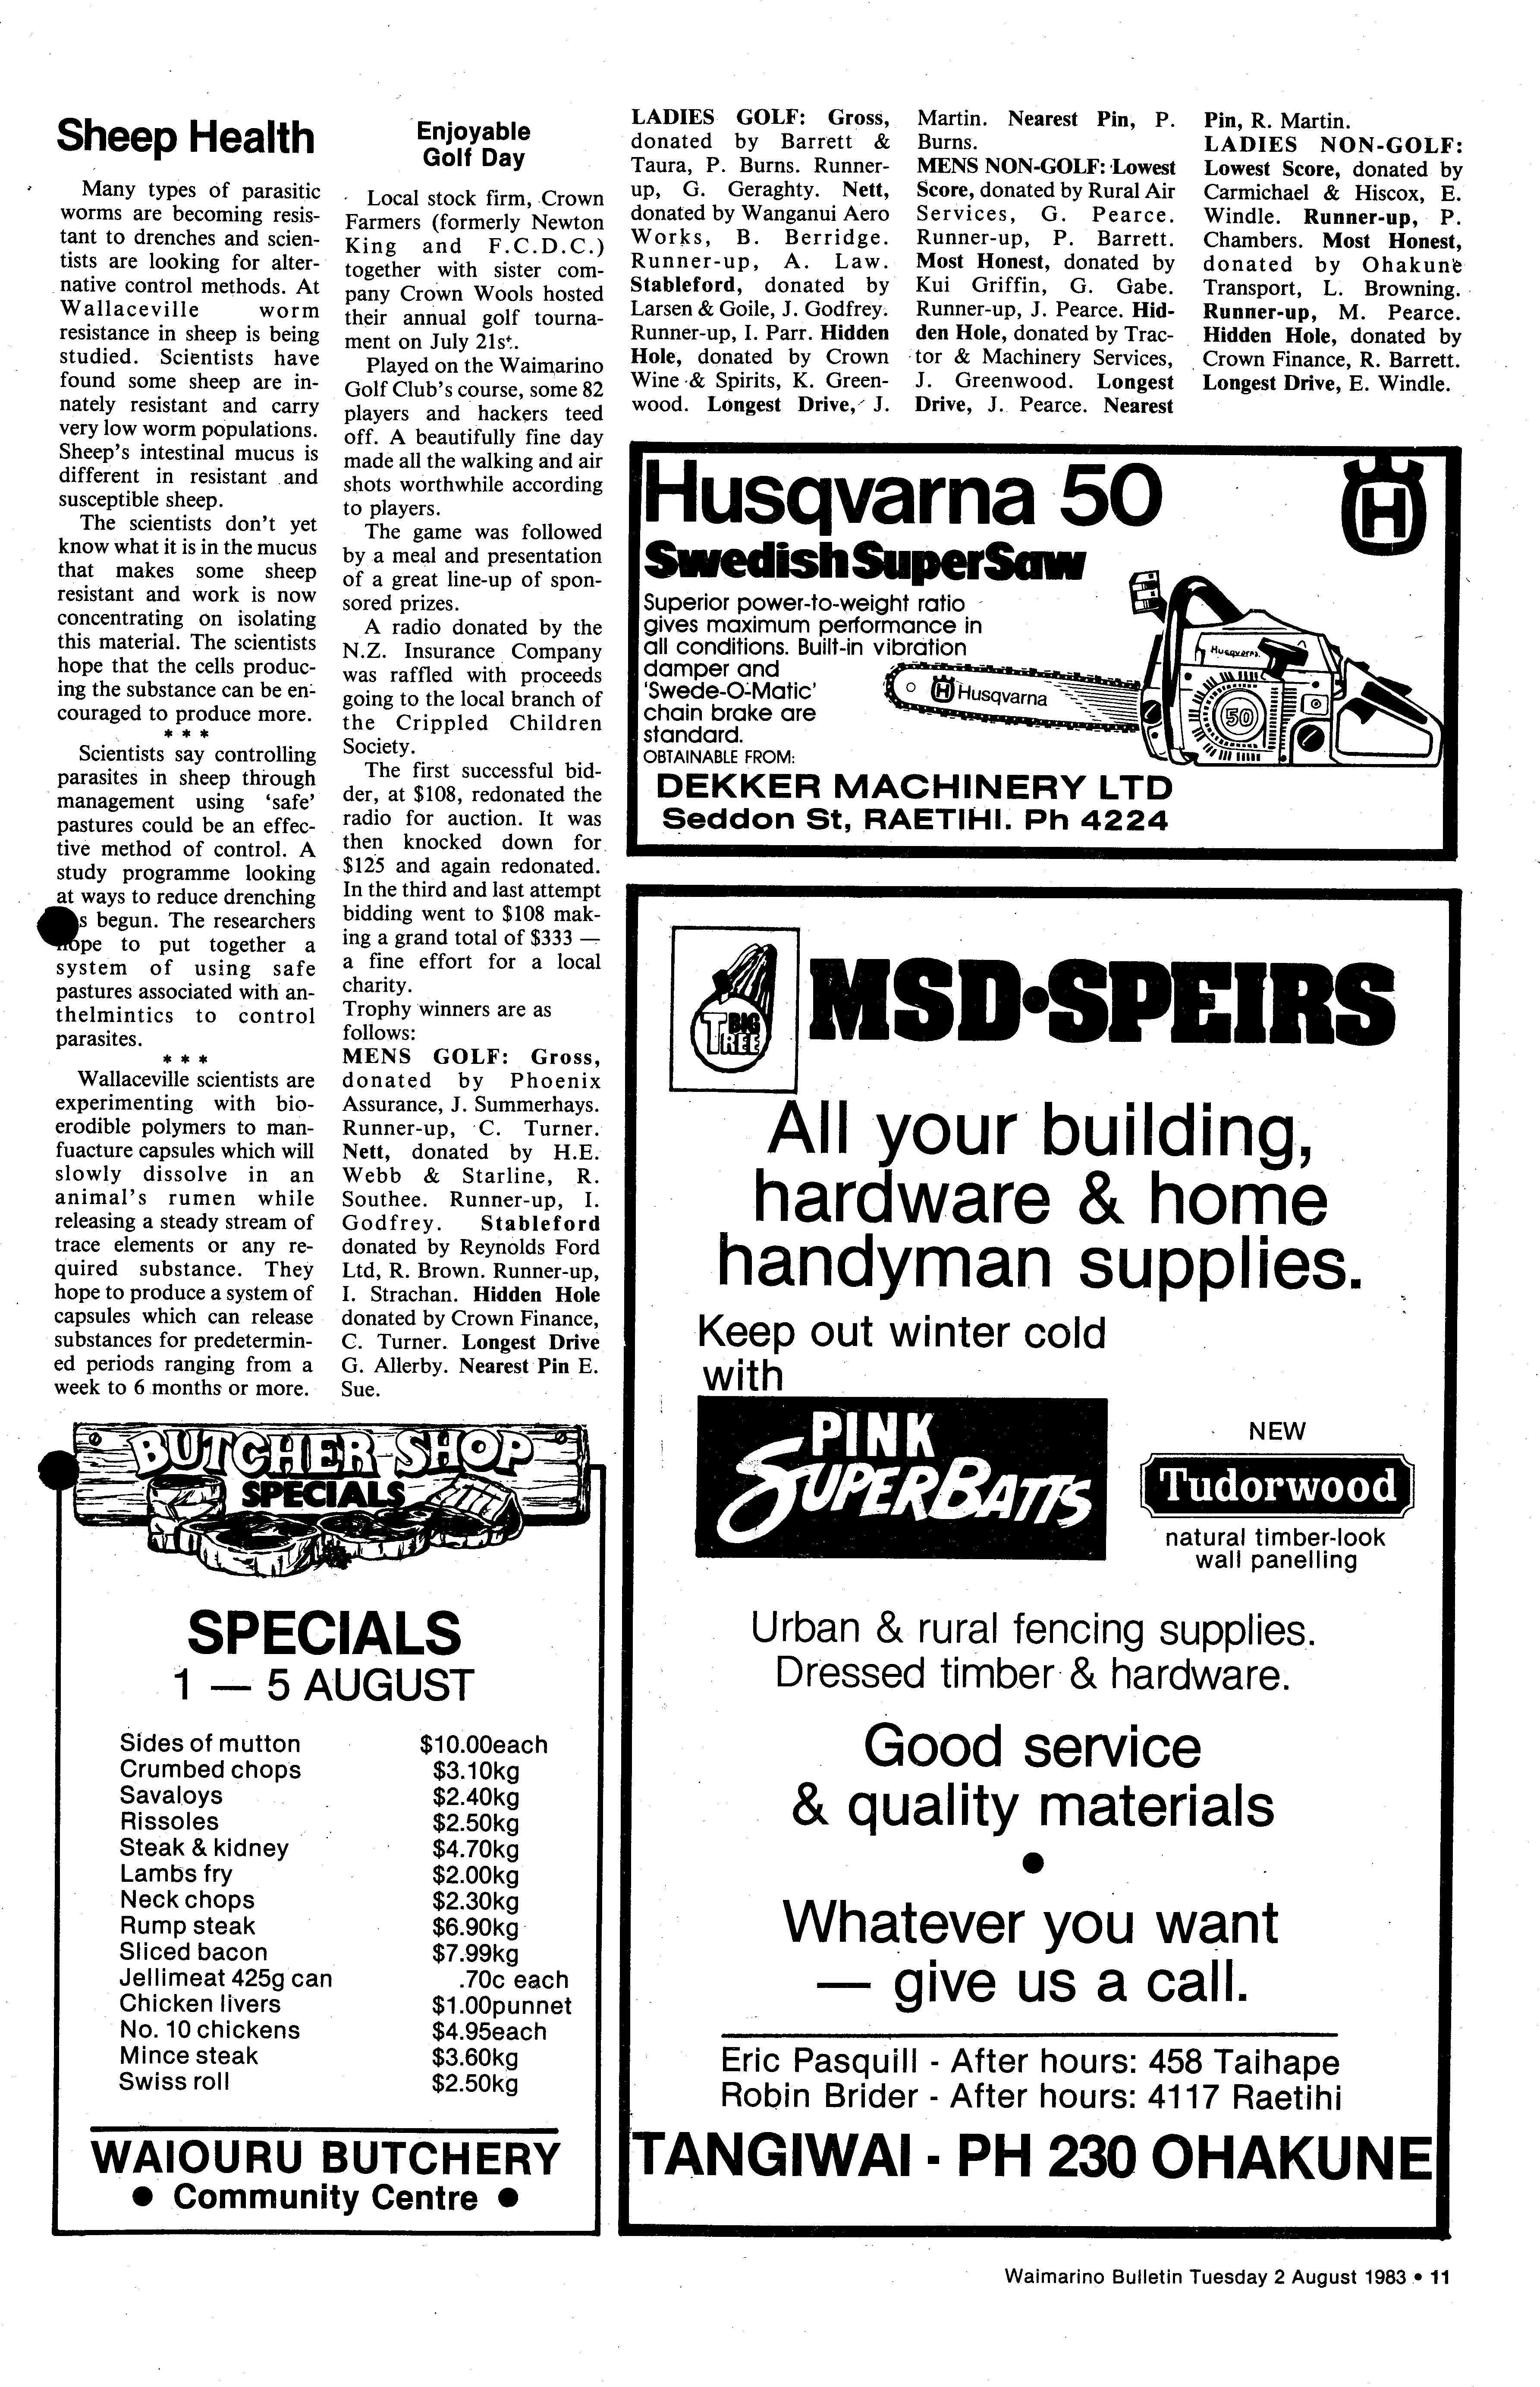 Sheep Health
Many types of parasitic
worms are becoming resis-
tant to drenches and scien-
tists are looking for alter-
native control methods. At
Wallaceville worm
resistance in sheep is being
studied. Scientists have
found some sheep are in-
nately resistant and carry
very low worm populations.
Sheep's intestinal mucus is
different in resistant and
susceptible sheep.
The scientists don't yet
know what it is in the mucus
that makes some sheep
resistant and work is now
concentrating on isolating
this material. The scientists
hope that the cells produc-
ing the substance can be en-
couraged to produce more.
* * *
Scientists say controlling
parasites in sheep through
management using 'safe'
pastures could be an effec-
tive method of control. A
study programme looking
at ways to reduce drenching
s begun. The researchers
hope to put together a
system of using safe
pastures associated with an-
thelmintics to control
parasites.
* * *
Wallaceville scientists are
experimenting with bio-
erodible polymers to man-
fuacture capsules which will
slowly dissolve in an
animal's rumen while
releasing a steady stream of
trace elements or any re-
quired substance. They
hope to produce a system of
capsules which can release
substances for predetermin-
ed periods ranging from a
week to 6 months or more.
Enjoyable
Golf Day
Local stock firm, Crown
Farmers (formerly Newton
King and F.C.D.C.)
together with sister com-
pany Crown Wools hosted
their annual golf tourna-
ment on July 21st.
Played on the Waimarino
Golf Club's course, some 82
players and hackers teed
off. A beautifully fine day
made all the walking and air
shots worthwhile according
to players.
The game was followed
by a meal and presentation
of a great line-up of spon-
sored prizes.
A radio donated by the
N.Z. Insurance Company
was raffled with proceeds
going to the local branch of
the Crippled Children
Society.
The first successful bid-
der, at $108, redonated the
radio for auction. It was
then knocked down for
$125 and again redonated.
In the third and last attempt
bidding went to $108 mak-
ing a grand total of $333 —
a fine effort for a local
charity.
Trophy winners are as
follows:
MENS GOLF: Gross,
donated by Phoenix
Assurance, J. Summerhays.
Runner-up, C. Turner.
Nett, donated by H.E.
Webb & Starline, R.
Southee. Runner-up, I.
Godfrey. Stableford
donated by Reynolds Ford
Ltd, R. Brown. Runner-up,
I. Strachan. Hidden Hole
donated by Crown Finance,
C. Turner. Longest Drive
G. Allerby. Nearest Pin E.
Sue.
LADIES GOLF: Gross,
donated by Barrett &
Taura, P. Burns. Runner-
up, G. Geraghty. Nett,
donated by Wanganui Aero
Works, B. Berridge.
Runner-up, A. Law.
Stableford, donated by
Larsen & Goile, J. Godfrey.
Runner-up, I. Parr. Hidden
Hole, donated by Crown
Wine & Spirits, K. Green-
wood. Longest Drive, J.
Martin. Nearest Pin, P.
Burns.
MENS NON-GOLF: Lowest
Score, donated by Rural Air
Services, G. Pearce.
Runner-up, P. Barrett.
Most Honest, donated by
Kui Griffin, G. Gabe.
Runner-up, J. Pearce. Hid-
den Hole, donated by Trac-
tor & Machinery Services,
J. Greenwood. Longest
Drive, J. Pearce. Nearest
Pin, R. Martin.
LADIES NON-GOLF:
Lowest Score, donated by
Carmichael & Hiscox, E.
Windle. Runner-up, P.
Chambers. Most Honest,
donated by Ohakune
Transport, L. Browning.
Runner-up, M. Pearce.
Hidden Hole, donated by
Crown Finance, R. Barrett.
Longest Drive, E. Windle.
Husqvarna 50
H
Swedish SuperSaw
Superior power-to-weight ratio
gives maximum performance in
all conditions. Built-in vibration
damper and
'Swede-O-Matic'
chain brake are
standard.
OBTAINABLE FROM:
Husqvarna
H Husqvarna
50
DEKKER MACHINERY LTD
Seddon St, RAETIHI. Ph 4224
BIG TREE
MSD•SPEIRS
All your building,
hardware & home
handyman supplies.
Keep out winter cold
with
PINK
SUPERBATTS
NEW
Tudorwood
natural timber-look
wall panelling
Urban & rural fencing supplies.
Dressed timber & hardware.
Good service
& quality materials
•
Whatever you want
— give us a call.
Eric Pasquill - After hours: 458 Taihape
Robin Brider - After hours: 4117 Raetihi
TANGIWAI - PH 230 OHAKUNE
BUTCHER SHOP
SPECIALS
SPECIALS
1 — 5 AUGUST
Sides of mutton $10.00each
Crumbed chops $3.10kg
Savaloys $2.40kg
Rissoles $2.50kg
Steak & kidney $4.70kg
Lambs fry $2.00kg
Neck chops $2.30kg
Rump steak $6.90kg
Sliced bacon $7.99kg
Jellimeat 425g can .70c each
Chicken livers $1.00punnet
No. 10 chickens $4.95each
Mince steak $3.60kg
Swiss roll $2.50kg
WAIOURU BUTCHERY
• Community Centre •
Waimarino Bulletin Tuesday 2 August 1983 • 11